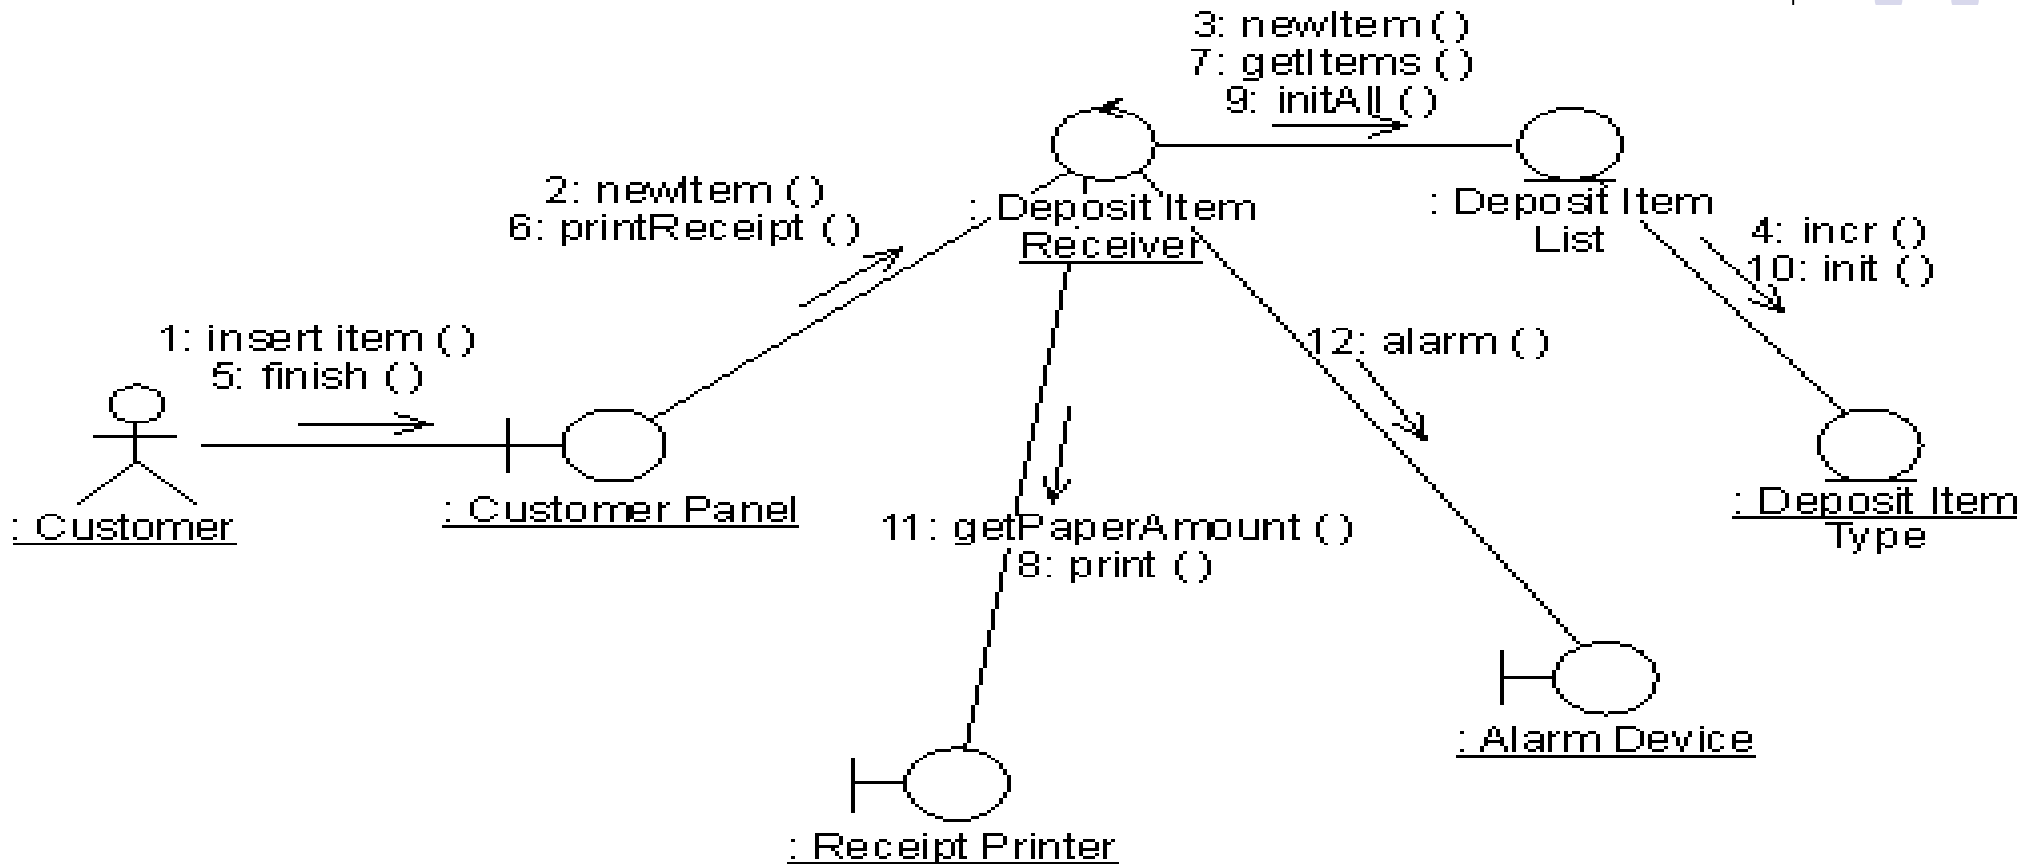 3: newItem ()
7: getItems ()
9: initAll ()
2: newItem ()
6: printReceipt ()
: Deposit Item
Receiver
: Deposit Item
List
4: incr ()
10: init ()
1: insert item ()
5: finish ()
12: alarm ()
: Customer
: Customer Panel
11: getPaperAmount ()
8: print ()
: Deposit Item
Type
: Alarm Device
: Receipt Printer